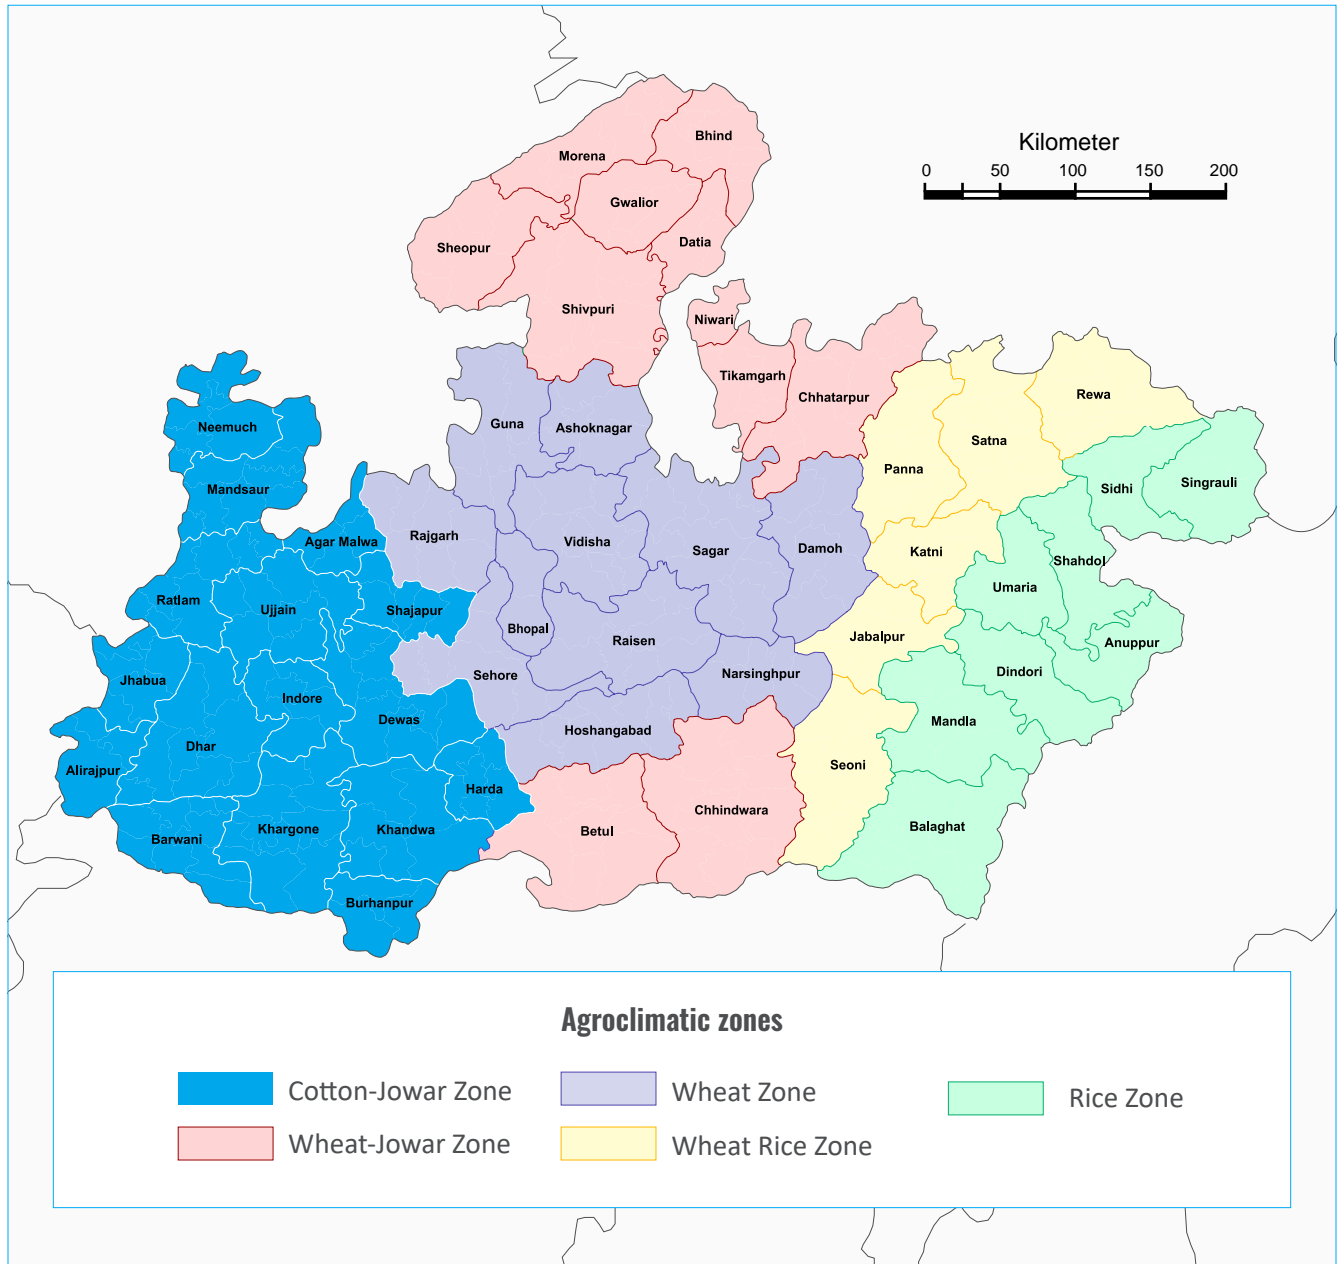 Kilometer
0 50 100 150 200
Bhind
Morena
Gwalior
Datia
Sheopur
Shivpuri
Niwari
Tikamgarh
Chhatarpur
Rewa
Neemuch
Guna
Ashoknagar
Satna
Panna
Mandsaur
Sidhi
Singrauli
Agar Malwa
Rajgarh
Vidisha
Sagar
Damoh
Katni
Shahdol
Ratlam
Ujjain
Shajapur
Umaria
Bhopal
Raisen
Jabalpur
Anuppur
Jhabua
Indore
Sehore
Narsinghpur
Dindori
Dewas
Mandla
Dhar
Hoshangabad
Alirajpur
Seoni
Harda
Barwani
Khargone
Khandwa
Betul
Chhindwara
Balaghat
Burhanpur
Agroclimatic zones
Cotton-Jowar Zone
Wheat Zone
Rice Zone
Wheat-Jowar Zone
Wheat Rice Zone